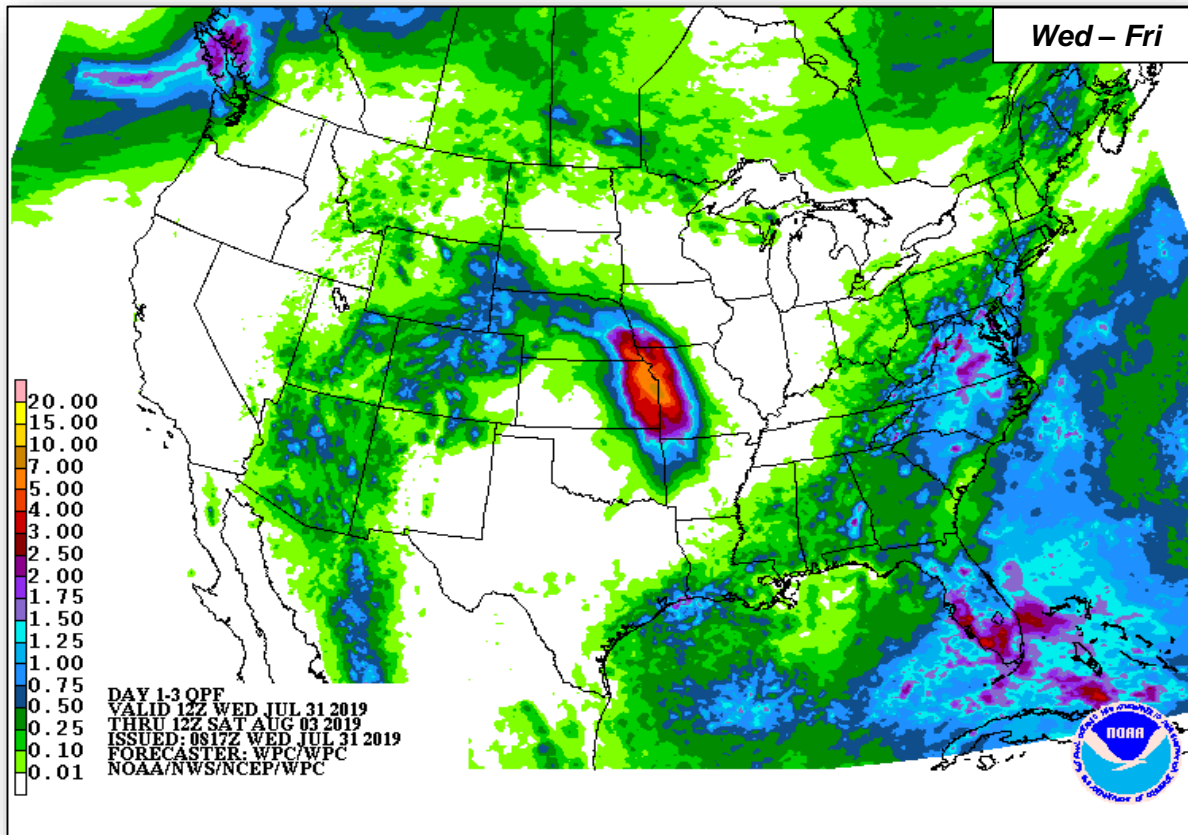 Wed – Fri
20.00
15.00
10.00
7.00
5.00
4.00
3.00
2.50
2.00
1.75
1.50
1.25
1.00
0.75
0.50
0.25
0.10
0.01
DAY 1-3 QPF
VALID 12Z WED JUL 31 2019
THRU 12Z SAT AUG 03 2019
ISSUED: 0817Z WED JUL 31 2019
FORECASTER: WPC/WPC
NOAA/NWS/NCEP/WPC
NOAA